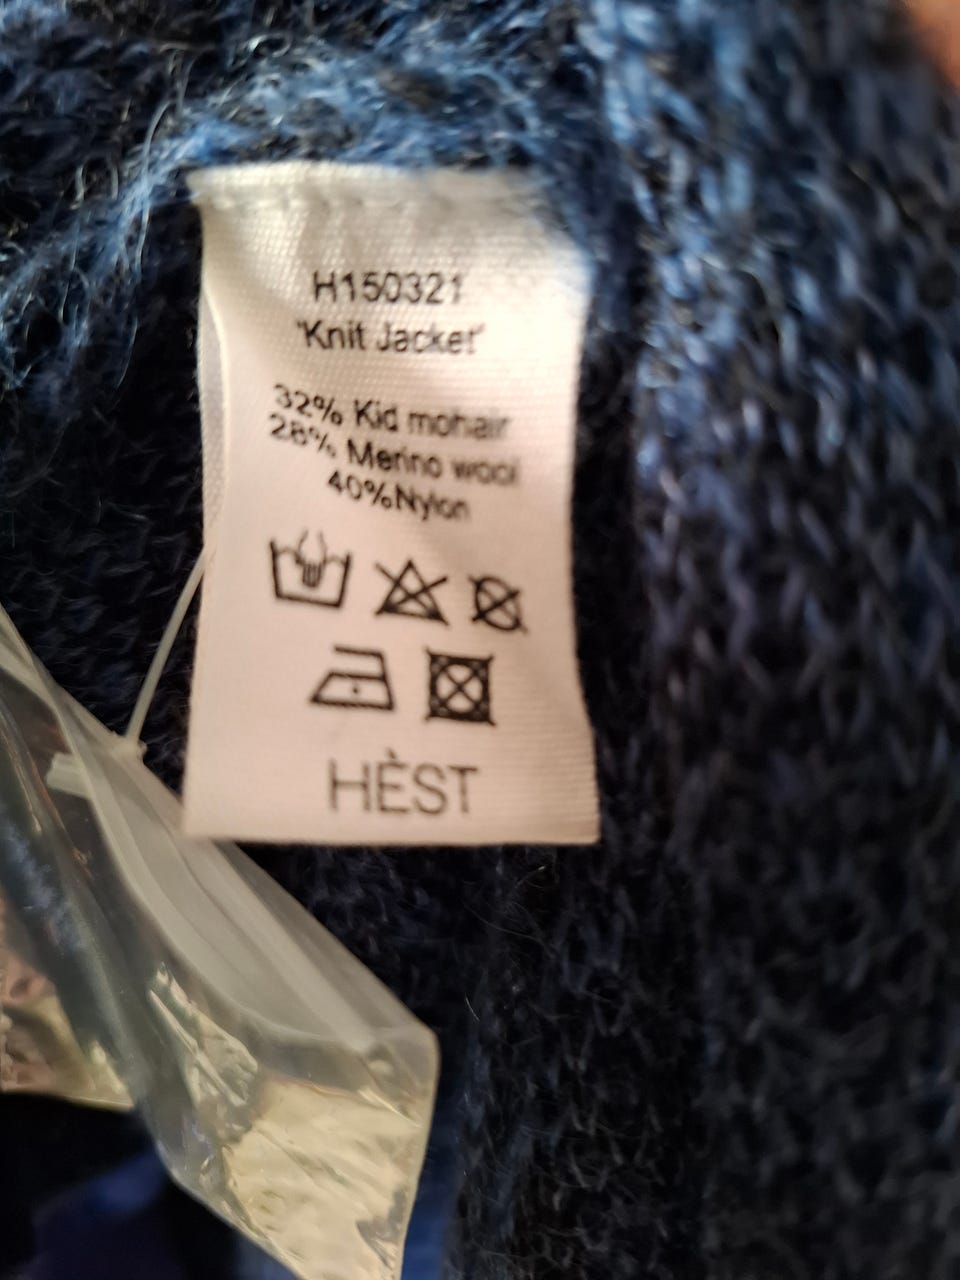 H150321
"Knit Jacket"
32% Kid mohair
28% Merino wool
40%Nylon
HÈST